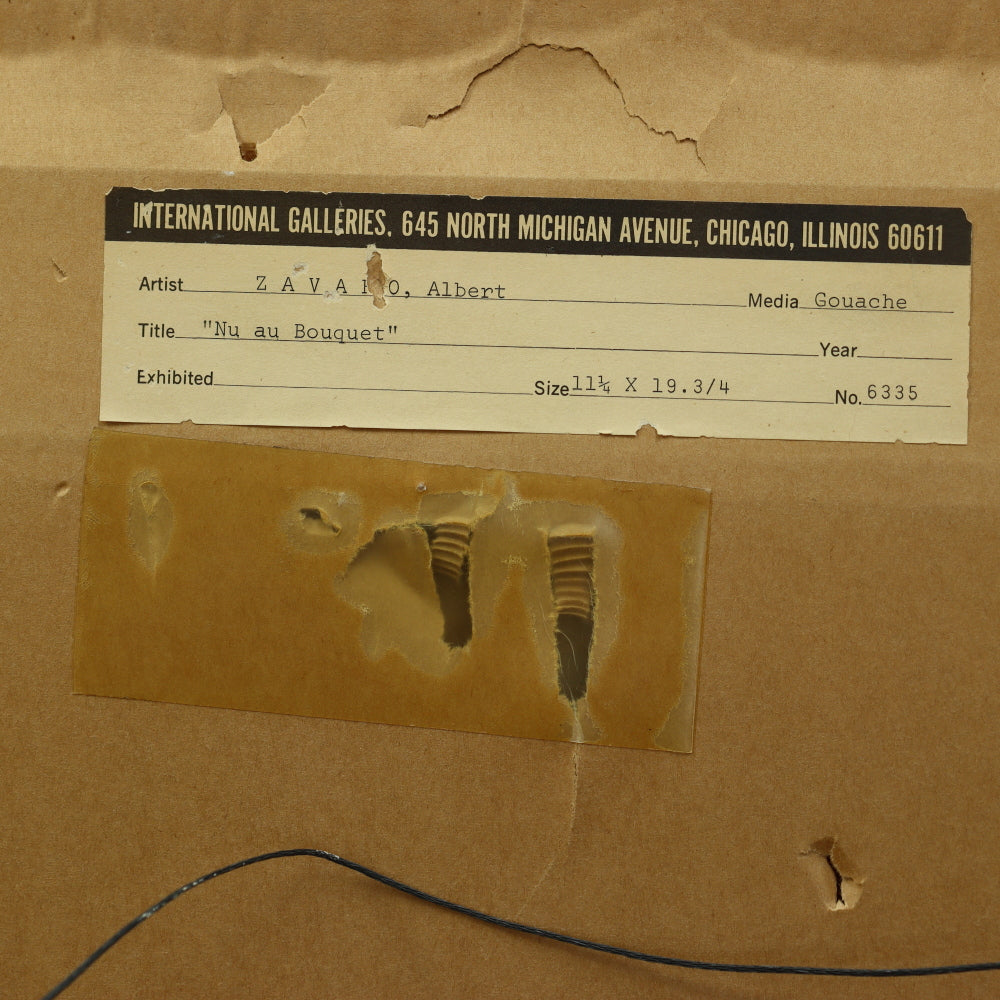 INTERNATIONAL GALLERIES, 645 NORTH MICHIGAN AVENUE, CHICAGO, ILLINOIS 60611
Artist Albert Media Gouache
Title "Nu au Bouquet" Year
Exhibited Size 11¼ X 19.3/4 No. 6335